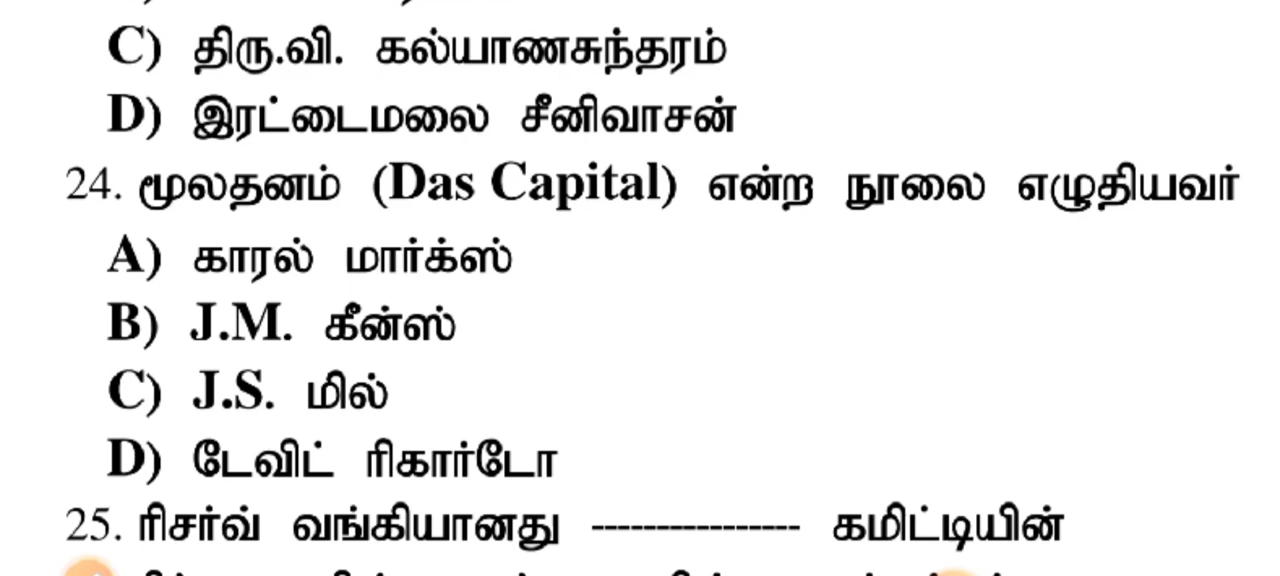 C) திரு.வி. கல்யாணசுந்தரம்
D) இரட்டைமலை சீனிவாசன்
24. மூலதனம் (Das Capital) என்ற நூலை எழுதியவர்
A) காரல் மார்க்ஸ்
B) J.M. கீன்ஸ்
C) J.S. மில்
D) டேவிட் ரிகார்டோ
25. ரிசர்வ் வங்கியானது ---------------- கமிட்டியின்